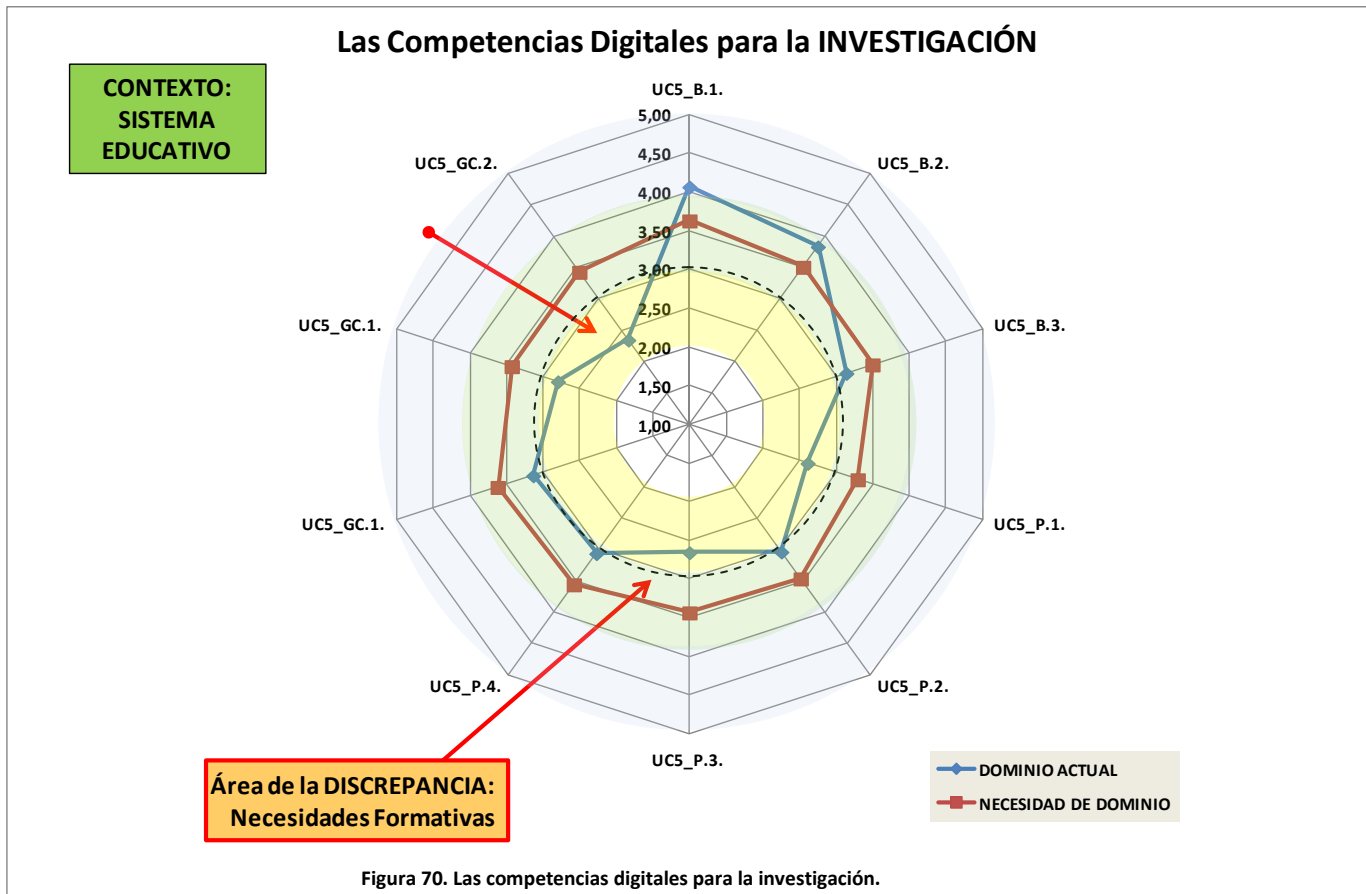 Las Competencias Digitales para la INVESTIGACIÓN
CONTEXTO:
SISTEMA
EDUCATIVO
UC5_B.1.
5,00
4,50
4,00
3,50
3,00
2,50
2,00
1,50
1,00
UC5_B.2.
UC5_B.3.
UC5_P.1.
UC5_P.2.
UC5_P.3.
UC5_P.4.
UC5_GC.1.
UC5_GC.1.
UC5_GC.2.
Área de la DISCREPANCIA:
Necesidades Formativas
DOMINIO ACTUAL
NECESIDAD DE DOMINIO
Figura 70. Las competencias digitales para la investigación.